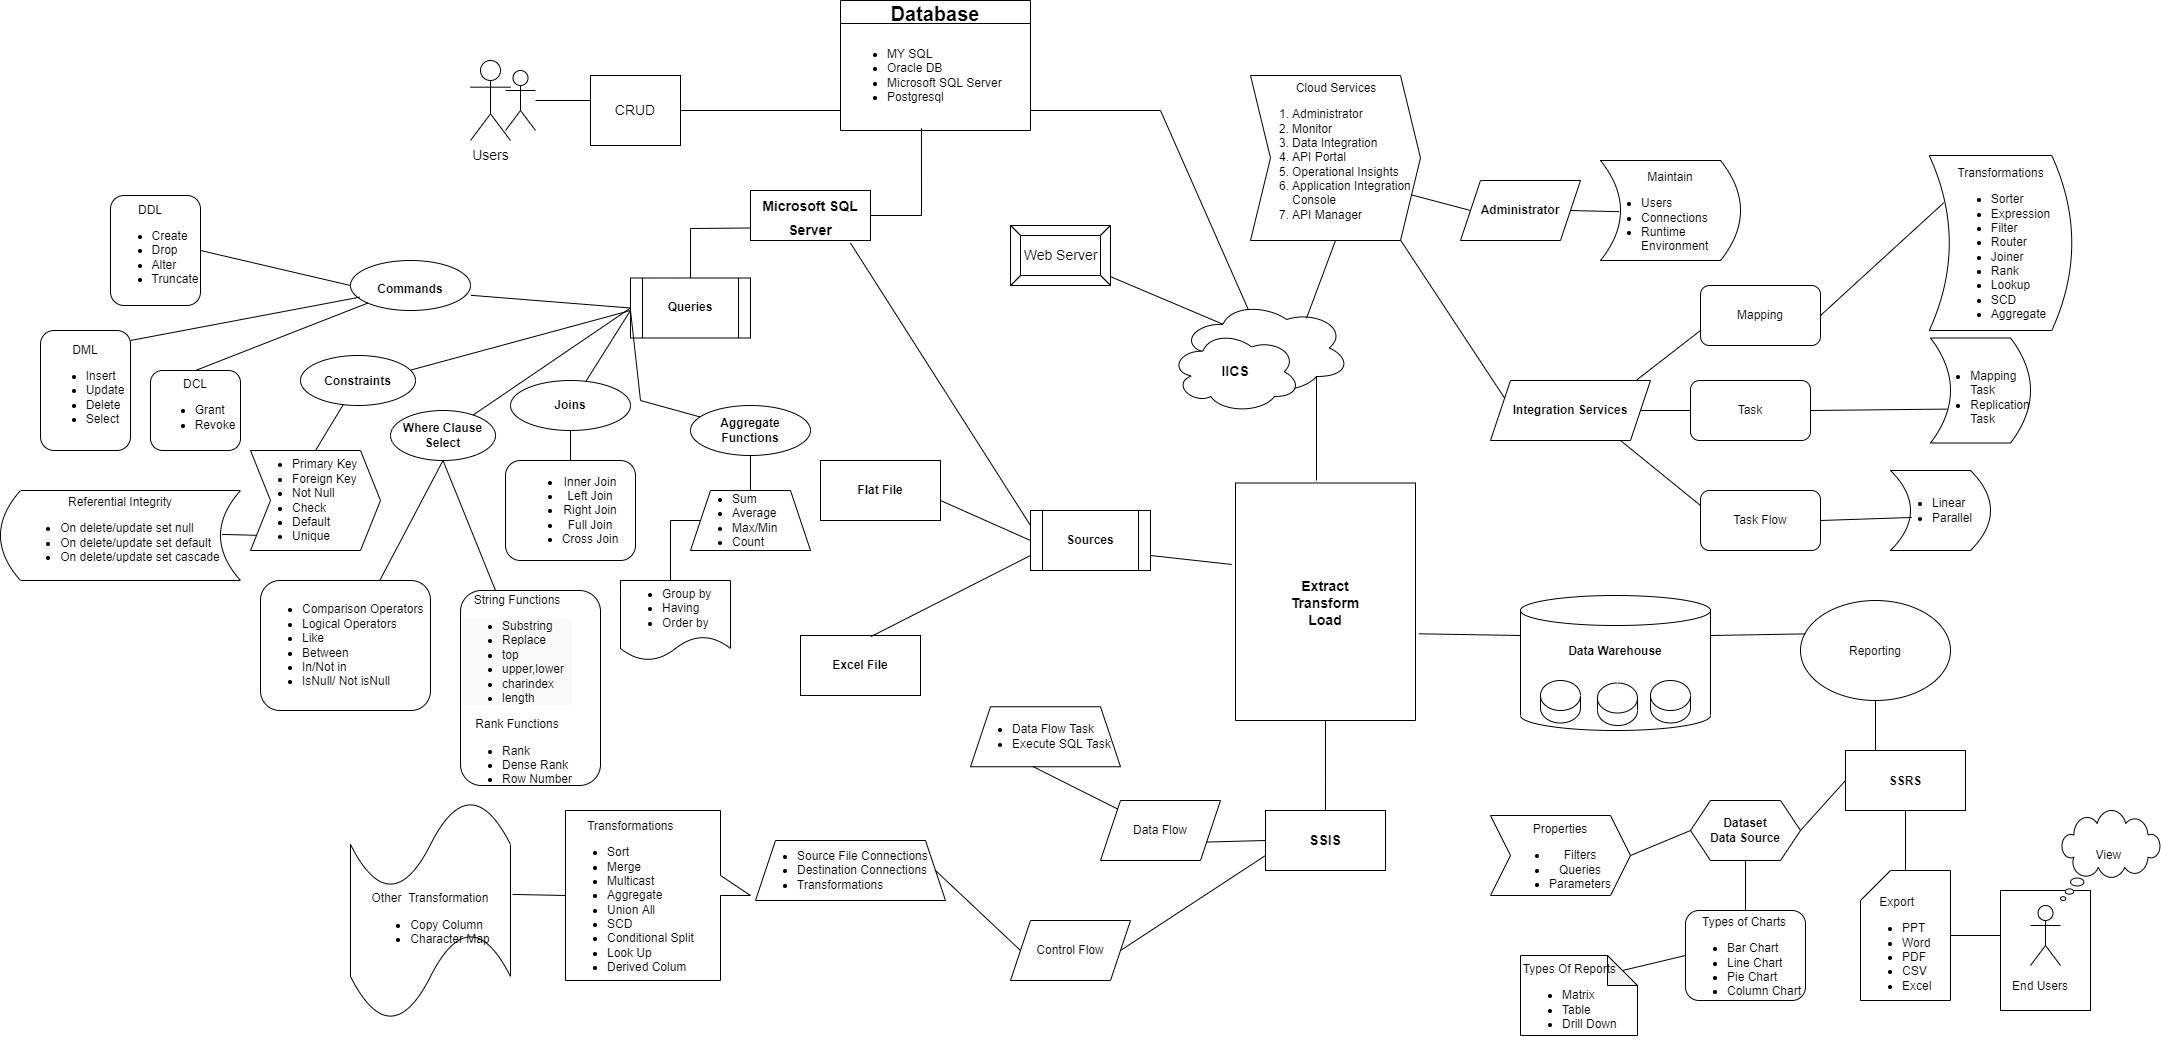 Database
MY SQL
Oracle DB
Microsoft SQL Server
Postgresql
Users
CRUD
Microsoft SQL
Server
Queries
Commands
DDL
Create
Drop
Alter
Truncate
DML
Insert
Update
Delete
Select
DCL
Grant
Revoke
Constraints
Primary Key
Foreign Key
Not Null
Check
Default
Unique
Referential Integrity
On delete/update set null
On delete/update set default
On delete/update set cascade
Where Clause
Select
Comparison Operators
Logical Operators
Like
Between
In/Not in
IsNull/ Not isNull
String Functions
Substring
Replace
top
upper,lower
charindex
length
Rank Functions
Rank
Dense Rank
Row Number
Joins
Inner Join
Left Join
Right Join
Full Join
Cross Join
Aggregate
Functions
Sum
Average
Max/Min
Count
Group by
Having
Order by
Web Server
IICS
Cloud Services
1. Administrator
2. Monitor
3. Data Integration
4. API Portal
5. Operational Insights
6. Application Integration
Console
7. API Manager
Administrator
Maintain
Users
Connections
Runtime
Environment
Integration Services
Mapping
Transformations
Sorter
Expression
Filter
Router
Joiner
Rank
Lookup
SCD
Aggregate
Task
Mapping
Task
Replication
Task
Task Flow
Linear
Parallel
Flat File
Sources
Excel File
Extract
Transform
Load
Data Warehouse
Reporting
SSIS
Data Flow
Data Flow Task
Execute SQL Task
Control Flow
Source File Connections
Destination Connections
Transformations
Transformations
Sort
Merge
Multicast
Aggregate
Union All
SCD
Conditional Split
Look Up
Derived Colum
Other Transformation
Copy Column
Character Map
SSRS
Dataset
Data Source
Properties
Filters
Queries
Parameters
Types of Charts
Bar Chart
Line Chart
Pie Chart
Column Chart
Types Of Reports
Matrix
Table
Drill Down
Export
PPT
Word
PDF
CSV
Excel
View
End Users